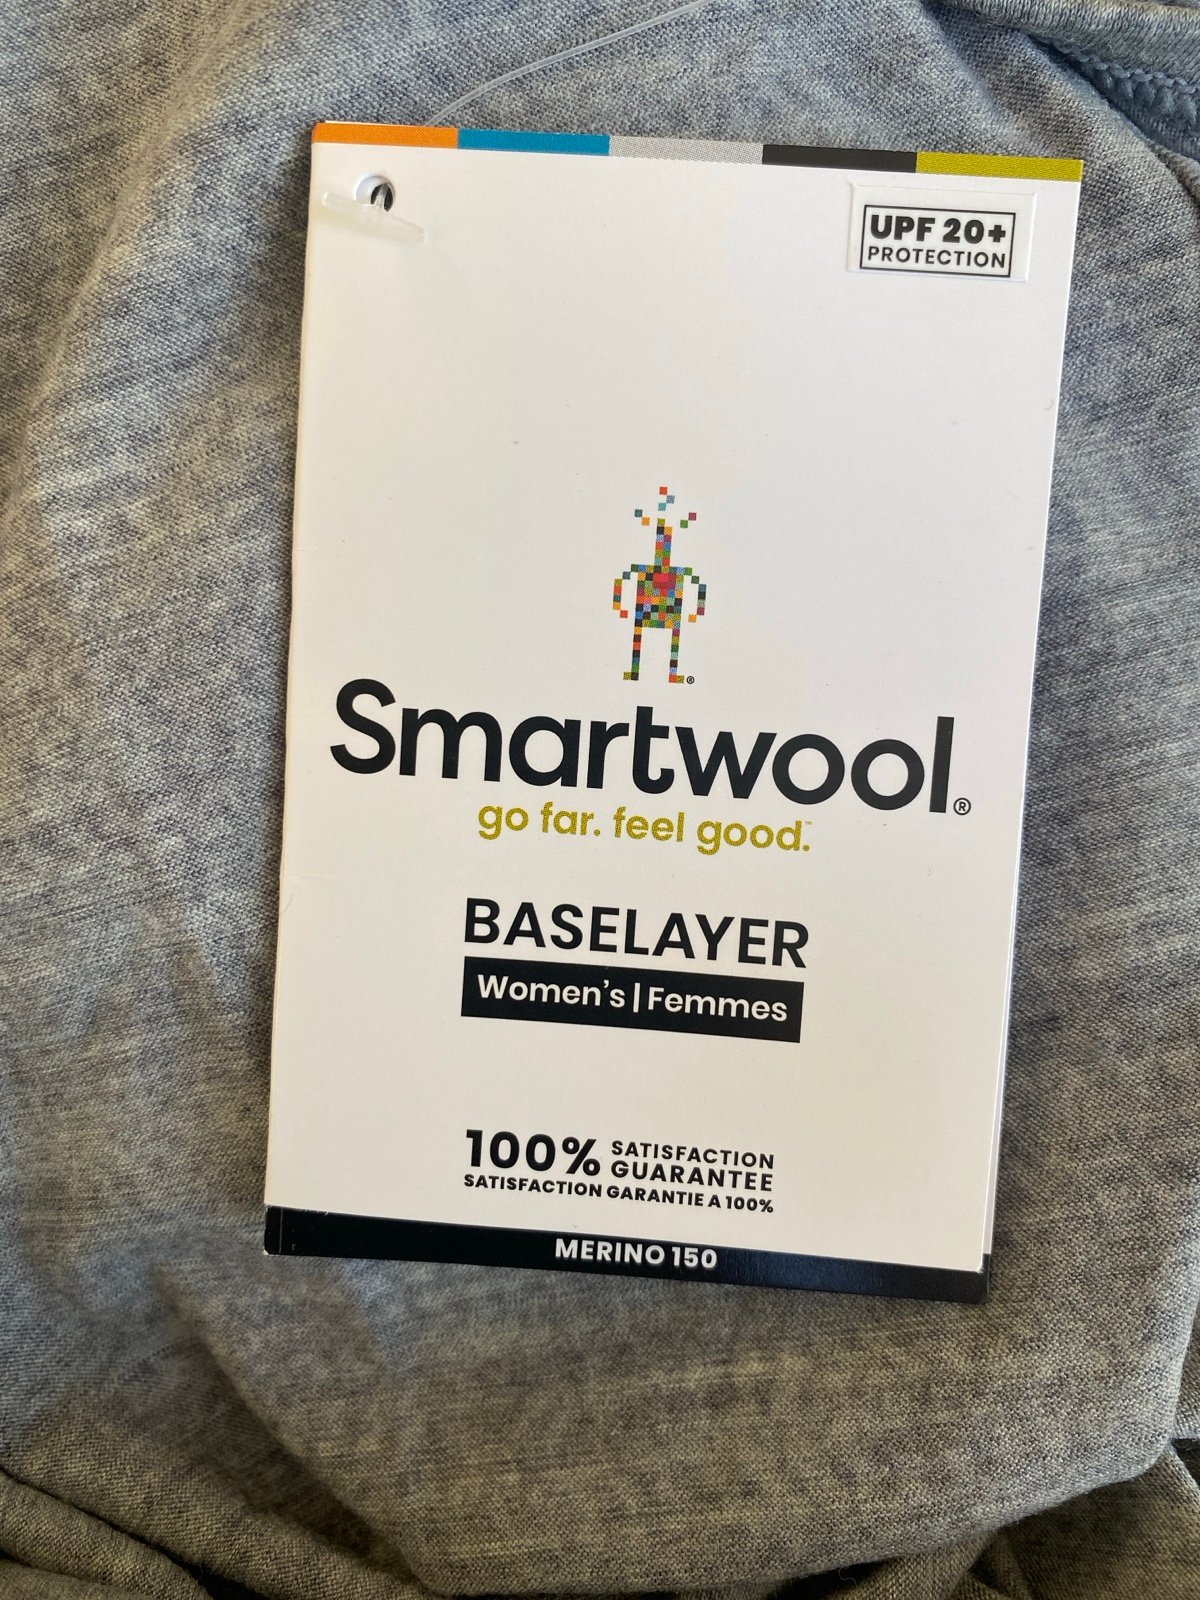 UPF 20+
PROTECTION
®
Smartwool®
go far. feel good.™
BASELAYER
Women's | Femmes
100% SATISFACTION
GUARANTEE
SATISFACTION GARANTIE A 100%
MERINO 150